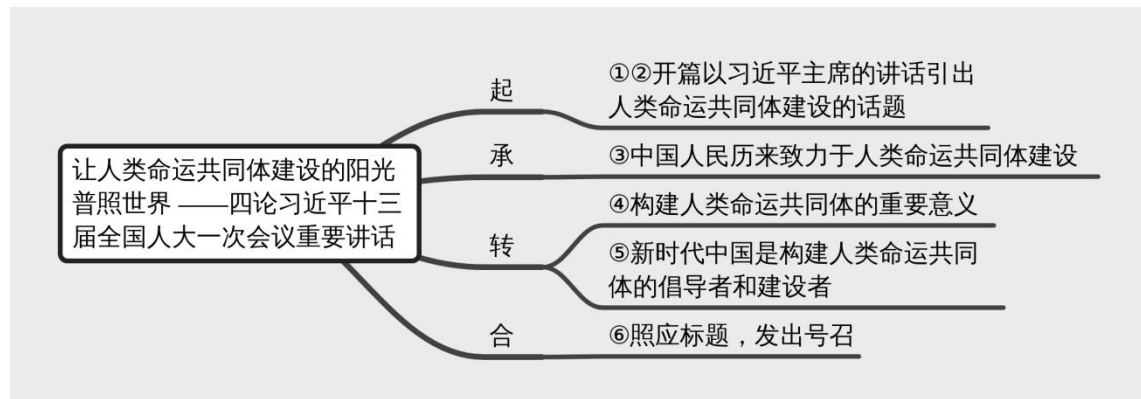 让人类命运共同体建设的阳光
普照世界 ——四论习近平十三
届全国人大一次会议重要讲话
起
①②开篇以习近平主席的讲话引出
人类命运共同体建设的话题
承
③中国人民历来致力于人类命运共同体建设
转
④构建人类命运共同体的重要意义
⑤新时代中国是构建人类命运共同
体的倡导者和建设者
合
⑥照应标题，发出号召